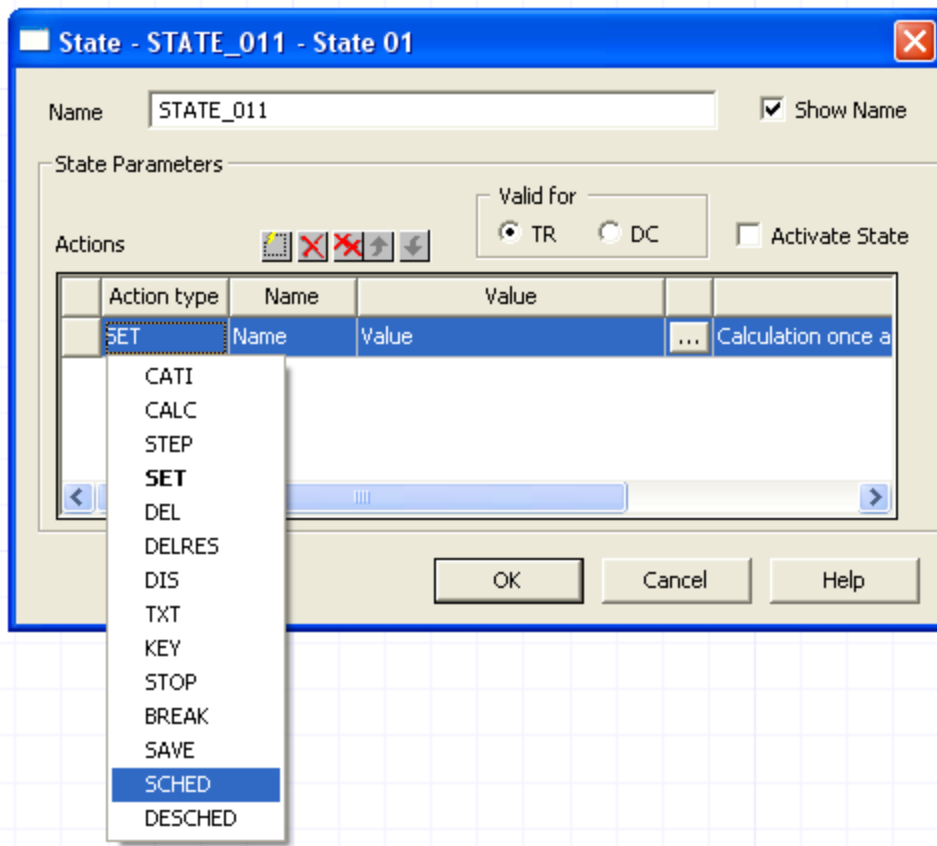 State - STATE_011 - State 01
Name STATE_011 Show Name
State Parameters
Valid for
Actions TR DC Activate State
Action type Name Value
SET Name Value ... Calculation once a
CATI
CALC
STEP
SET
DEL
DELRES
DIS
TXT
KEY
STOP
BREAK
SAVE
SCHED
DESCHED
OK Cancel Help